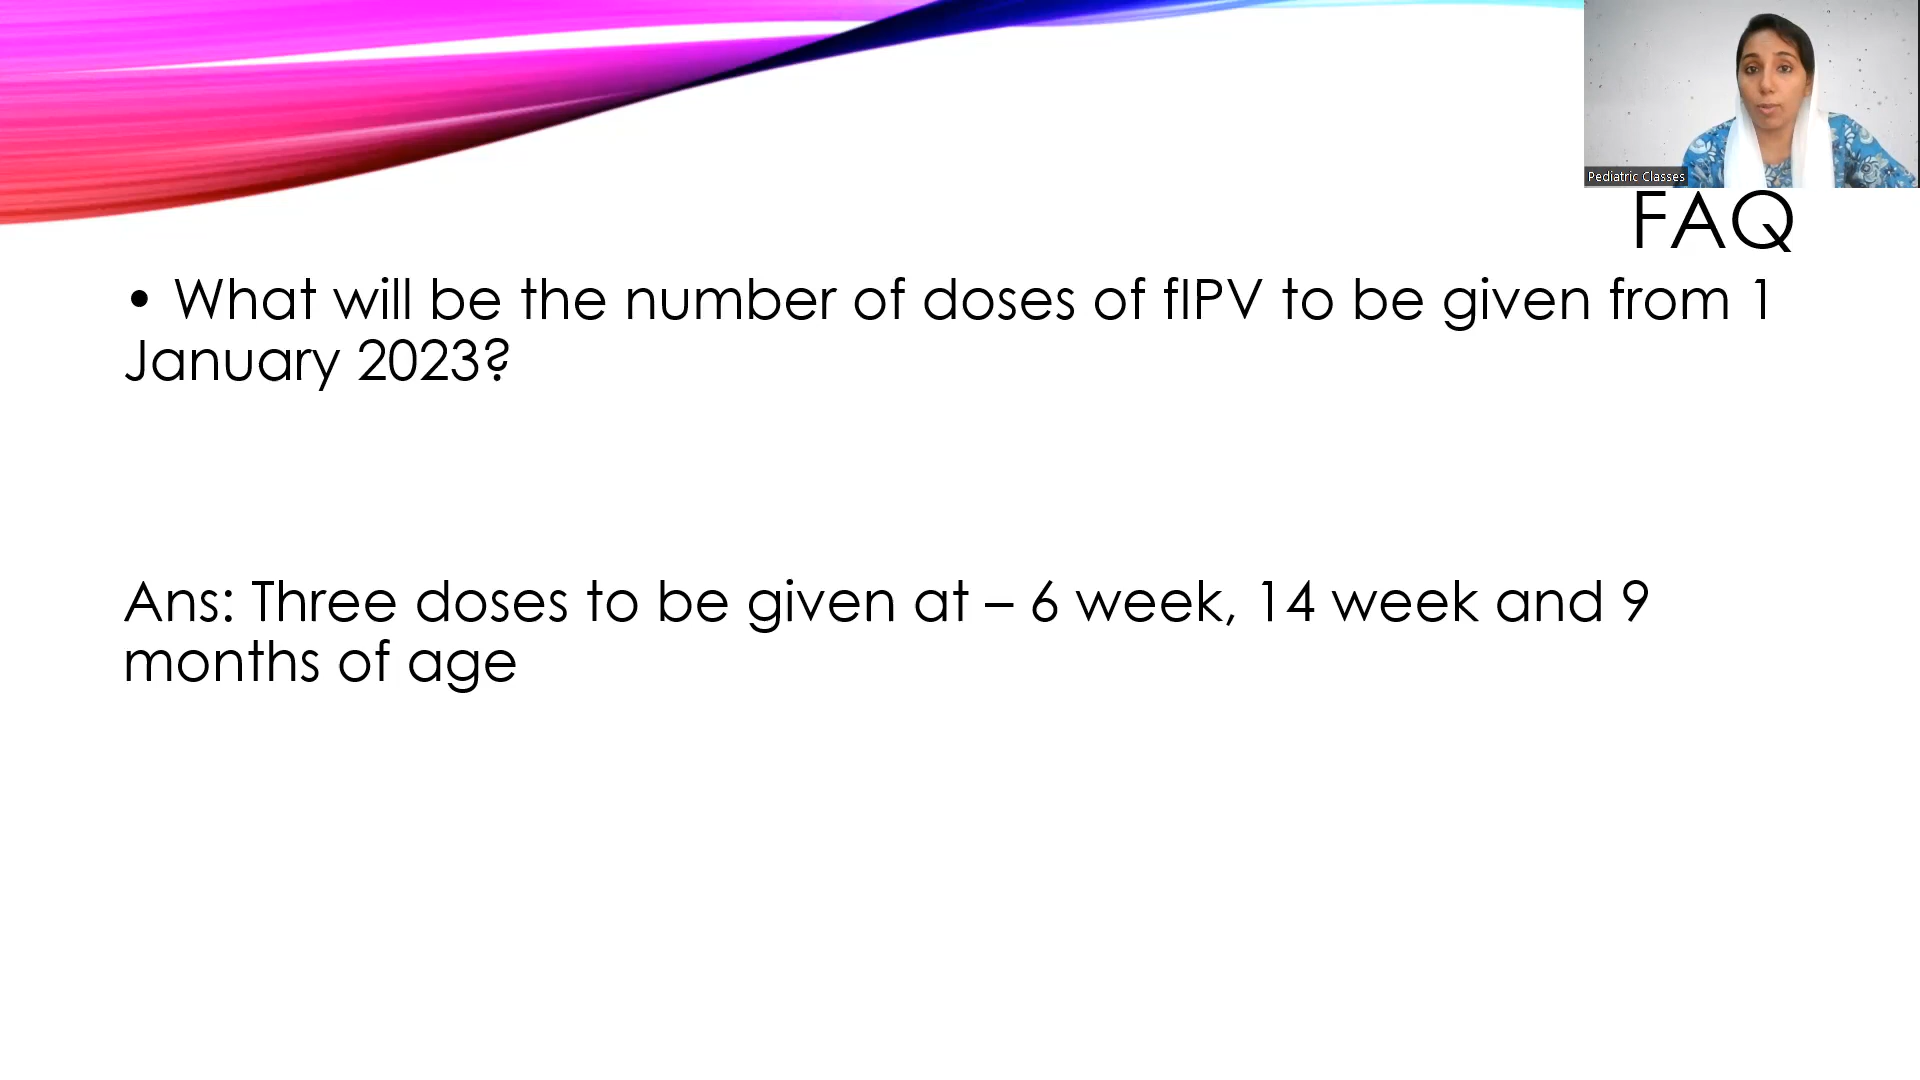 Pediatric Classes
FAQ
• What will be the number of doses of fIPV to be given from 1
January 2023?
Ans: Three doses to be given at – 6 week, 14 week and 9
months of age